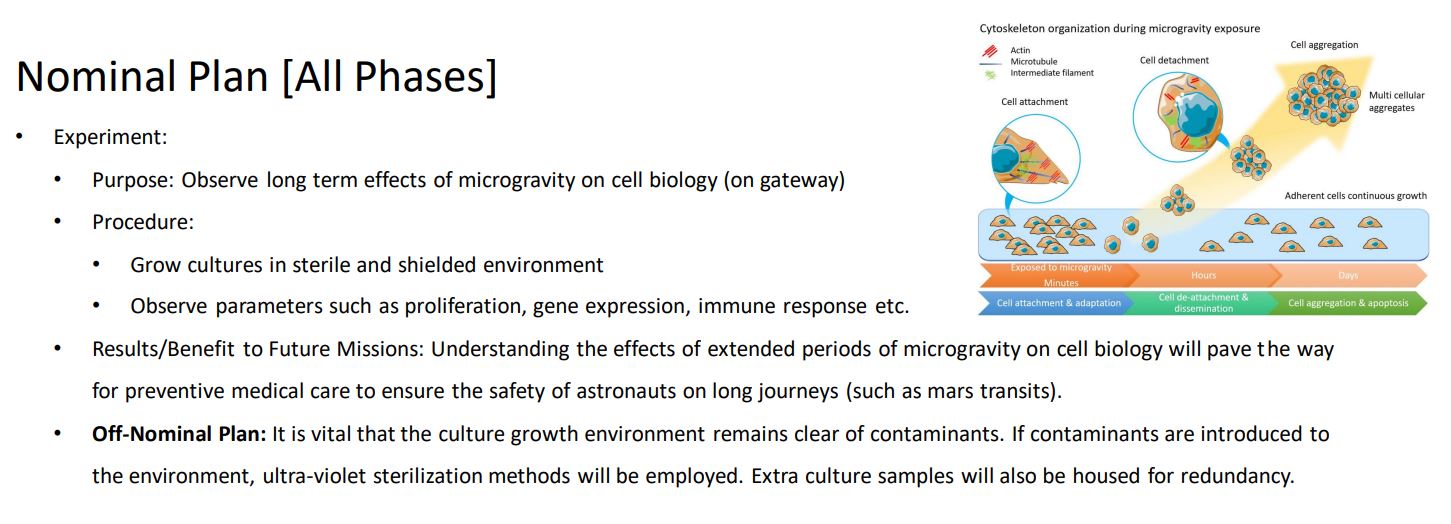 Nominal Plan [All Phases]
• Experiment:
• Purpose: Observe long term effects of microgravity on cell biology (on gateway)
• Procedure:
• Grow cultures in sterile and shielded environment
• Observe parameters such as proliferation, gene expression, immune response etc.
• Results/Benefit to Future Missions: Understanding the effects of extended periods of microgravity on cell biology will pave the way
for preventive medical care to ensure the safety of astronauts on long journeys (such as mars transits).
• Off-Nominal Plan: It is vital that the culture growth environment remains clear of contaminants. If contaminants are introduced to
the environment, ultra-violet sterilization methods will be employed. Extra culture samples will also be housed for redundancy.
Cytoskeleton organization during microgravity exposure
Actin
Microtubule
Intermediate filament
Cell attachment
Cell detachment
Cell aggregation
Multi cellular
aggregates
Adherent cells continuous growth
Exposed to microgravity
Minutes
Hours
Days
Cell attachment & adaptation
Cell de-attachment &
dissemination
Cell aggregation & apoptosis